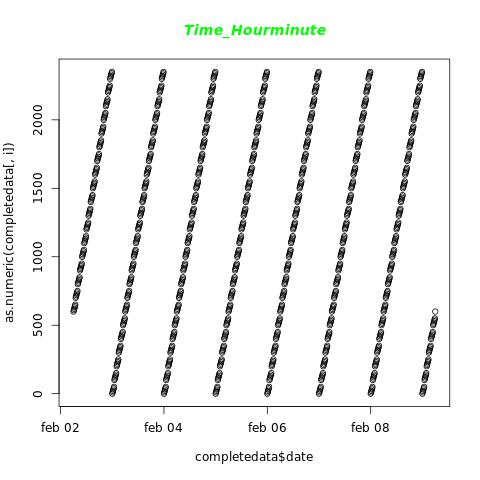 Time_Hourminute
as.numeric(completedata[, i])
2000
1500
1000
500
0
feb 02 feb 04 feb 06 feb 08
completedata$date